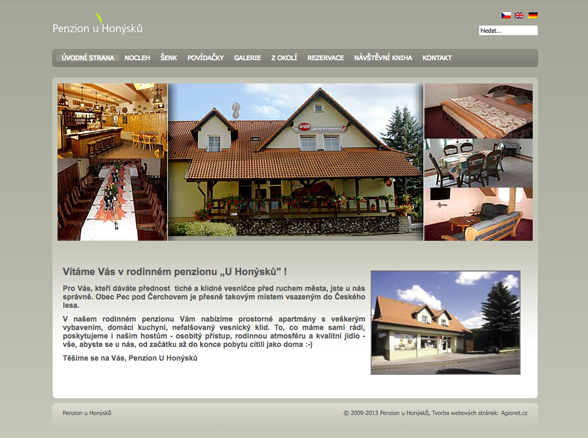 Penzion u Honýsků
hledat...
ÚVODNÍ STRANA NOCLEH ŠENK POVÍDAČKY GALERIE Z OKOLÍ REZERVACE NÁVŠTĚVNÍ KNIHA KONTAKT
Vítáme Vás v rodinném penzionu „U Honýsků" !
Pro Vás, kteří dáváte přednost tiché a klidné vesničce před ruchem města, jste u nás
správně. Obec Pec pod Čerchovem je přesně takovým místem vsazeným do Českého
lesa.
V našem rodinném penzionu Vám nabízíme prostorné apartmány s veškerým
vybavením, domácí kuchyni, nefalšovaný vesnický klid. To, co máme sami rádi,
poskytujeme i našim hostům - osobitý přístup, rodinnou atmosféru a kvalitní jídlo -
vše, abyste se u nás, od začátku až do konce pobytu cítili jako doma :-)
Těšíme se na Vás, Penzion U Honýsků
Penzion u Honýsků © 2009-2013 Penzion u Honýsků, Tvorba webových stránek: Agionet.cz